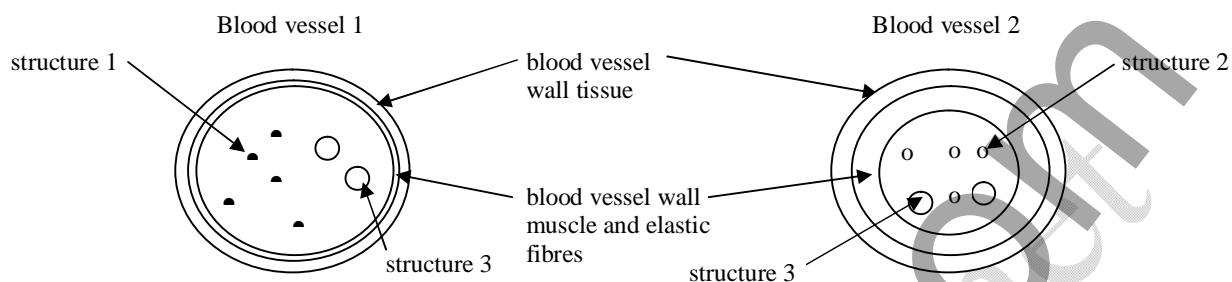 Blood vessel 1
Blood vessel 2
structure 1
blood vessel
wall tissue
structure 2
blood vessel wall
muscle and elastic
fibres
structure 3
structure 3